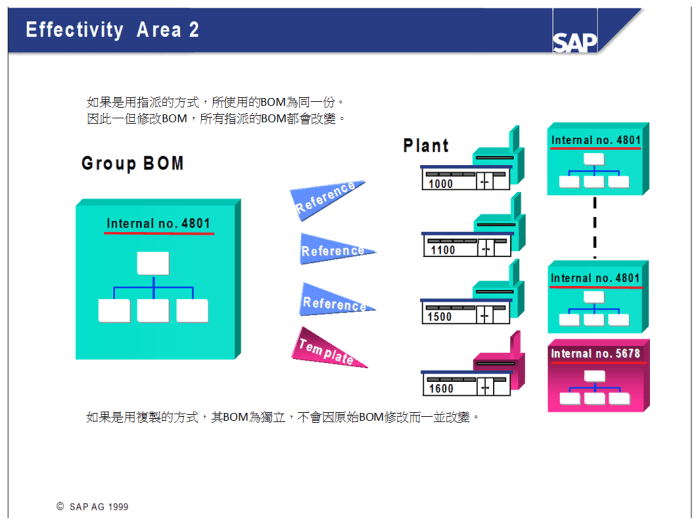 Effectivity Area 2
SAP
如果是用指派的方式，所使用的BOM為同一份。
因此一但修改BOM，所有指派的BOM都會改變。
Group BOM
Internal no. 4801
Plant
Reference
1000
Internal no. 4801
Reference
1100
Reference
1500
Internal no. 4801
Template
1600
Internal no. 5678
如果是用複製的方式，其BOM為獨立，不會因原始BOM修改而一並改變。
© SAP AG 1999